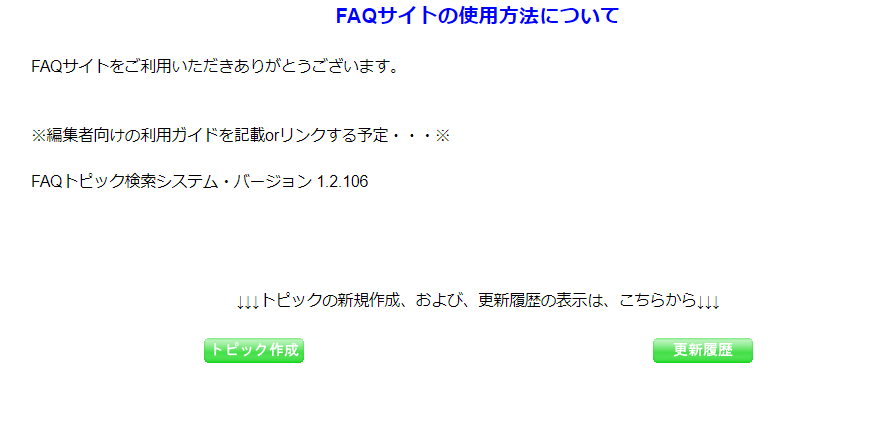 FAQサイトの使用方法について
FAQサイトをご利用いただきありがとうございます。
※編集者向けの利用ガイドを記載orリンクする予定・・・※
FAQトピック検索システム・バージョン 1.2.106
↓↓↓トピックの新規作成、および、更新履歴の表示は、こちらから↓↓↓
トピック作成
更新履歴